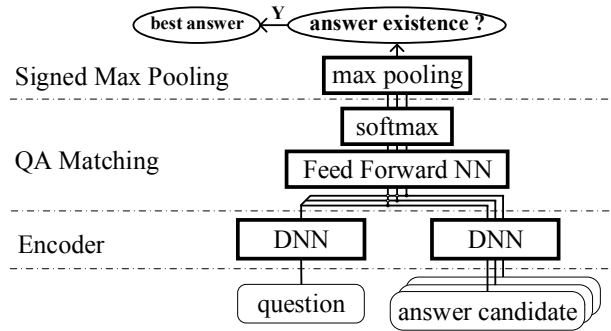 best answer
Y
answer existence ?
Signed Max Pooling
max pooling
softmax
QA Matching
Feed Forward NN
Encoder
DNN
DNN
question
answer candidate